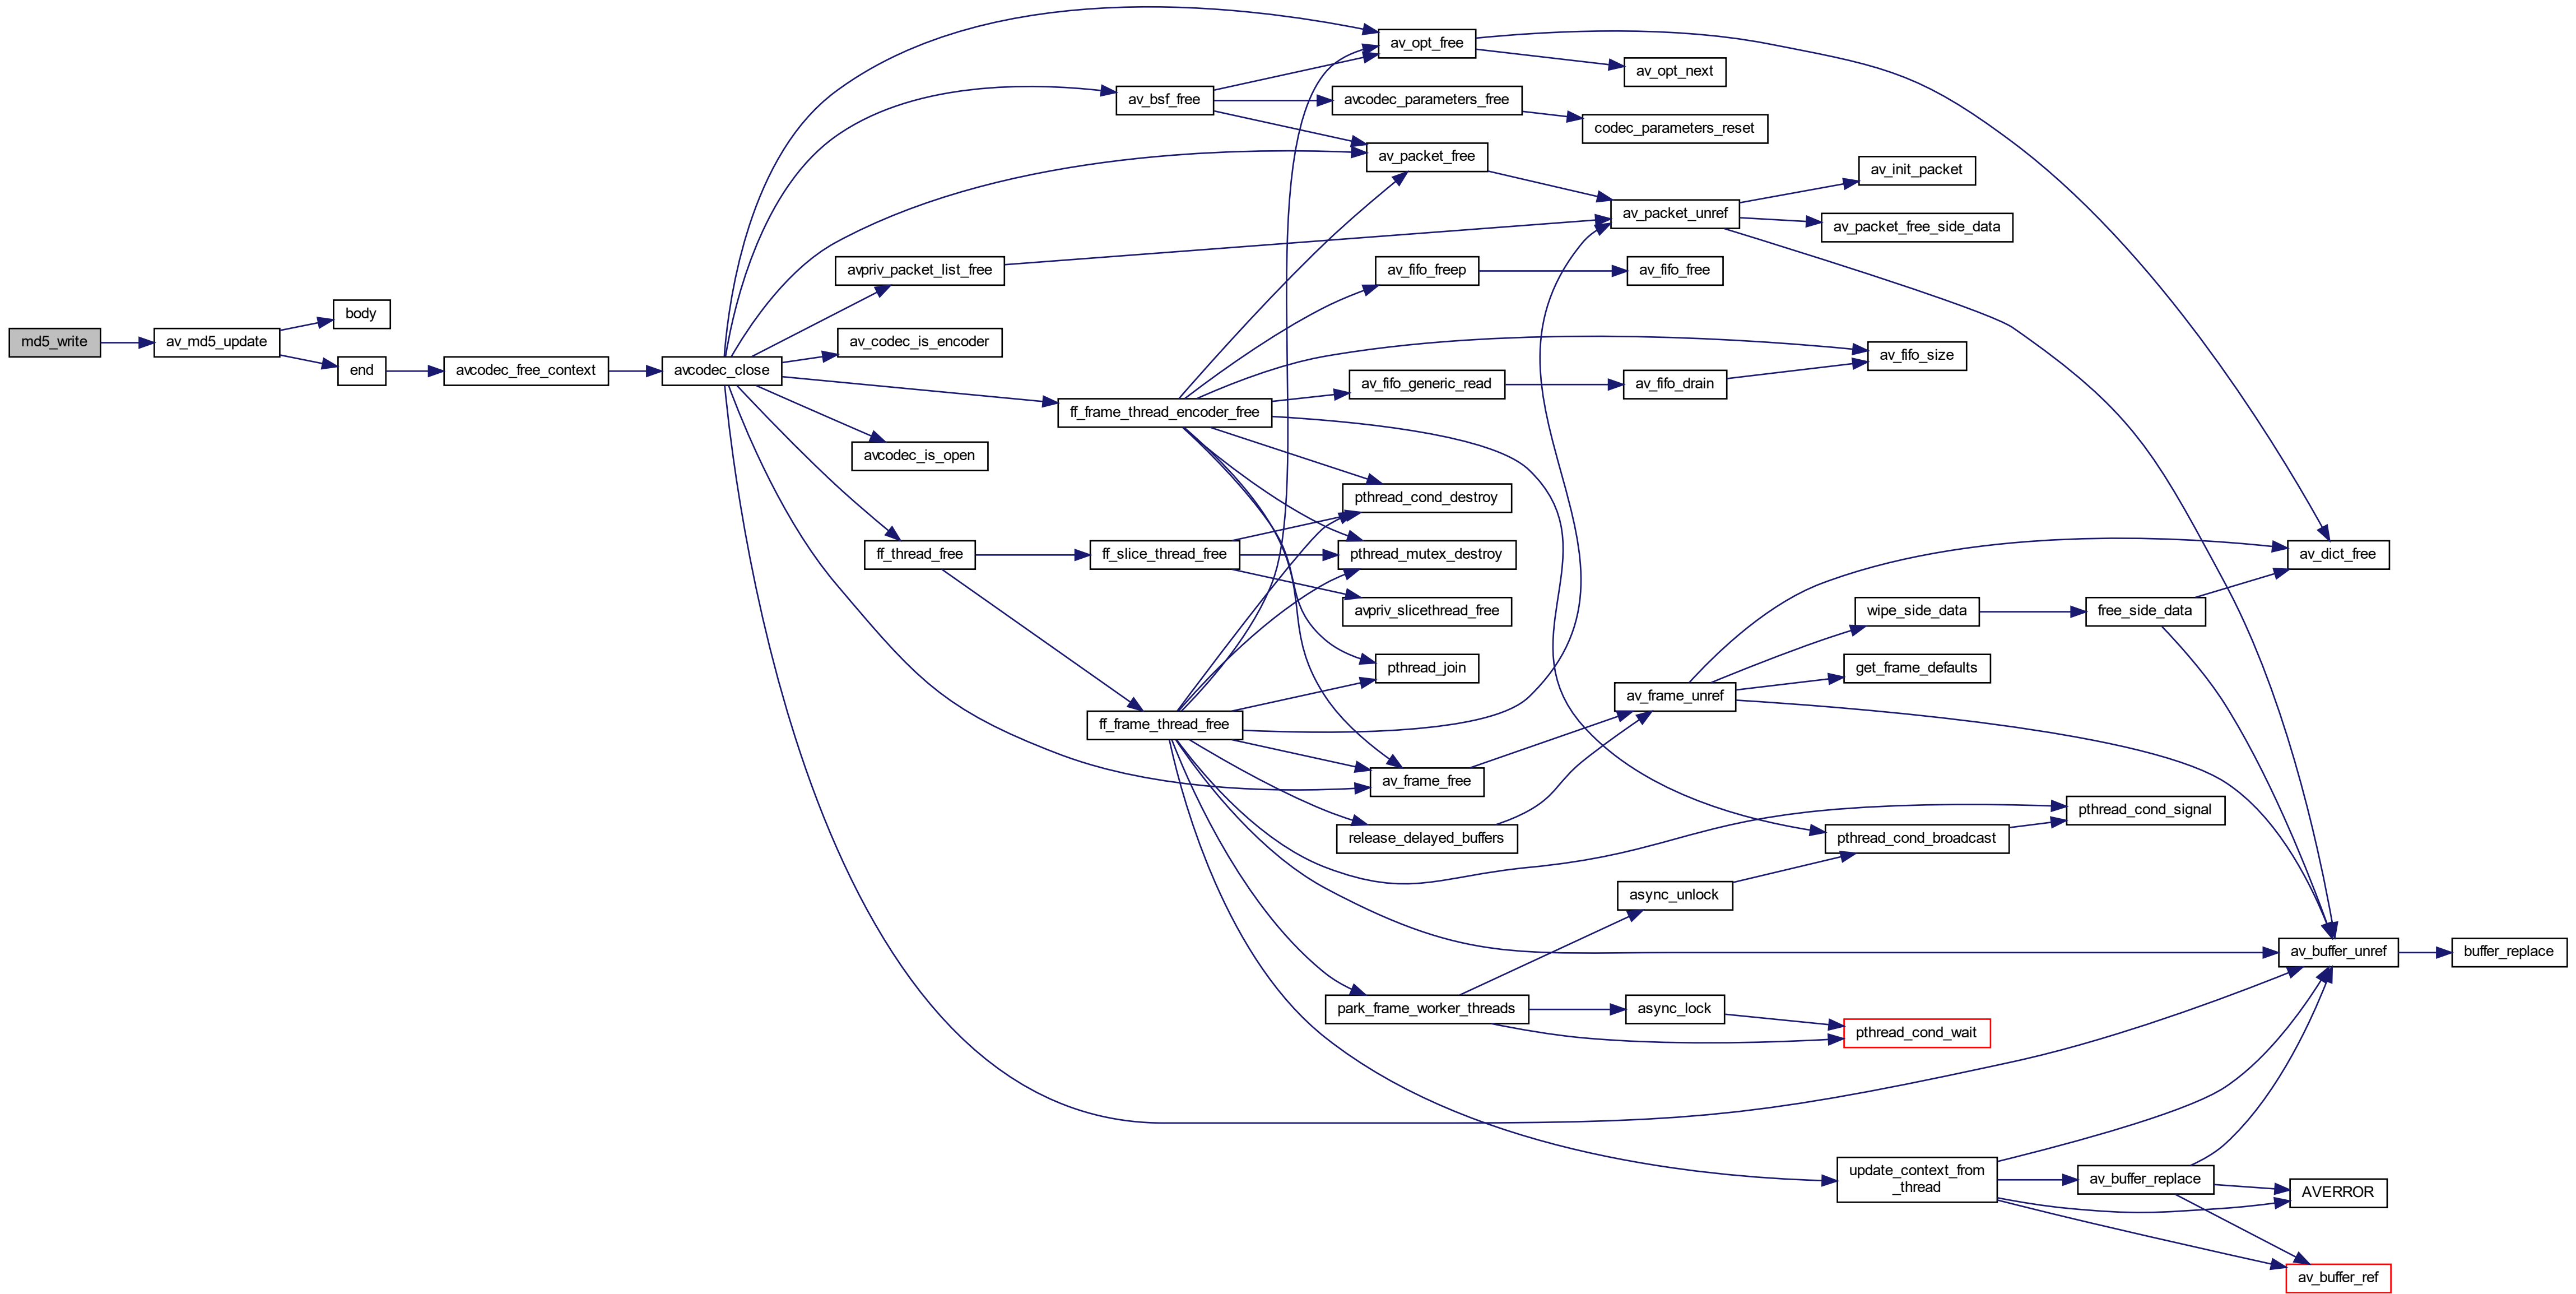 md5_write
av_md5_update
body
end
avcodec_free_context
avcodec_close
av_opt_free
av_opt_next
av_bsf_free
avcodec_parameters_free
codec_parameters_reset
av_packet_free
av_packet_unref
av_init_packet
av_packet_free_side_data
avpriv_packet_list_free
av_fifo_freep
av_fifo_free
av_codec_is_encoder
av_fifo_size
ff_frame_thread_encoder_free
av_fifo_generic_read
av_fifo_drain
avcodec_is_open
pthread_cond_destroy
ff_thread_free
ff_slice_thread_free
pthread_mutex_destroy
av_dict_free
avpriv_slicethread_free
wipe_side_data
free_side_data
pthread_join
get_frame_defaults
ff_frame_thread_free
av_frame_unref
av_frame_free
release_delayed_buffers
pthread_cond_broadcast
pthread_cond_signal
async_unlock
av_buffer_unref
buffer_replace
park_frame_worker_threads
async_lock
pthread_cond_wait
update_context_from
_thread
av_buffer_replace
AVERROR
av_buffer_ref